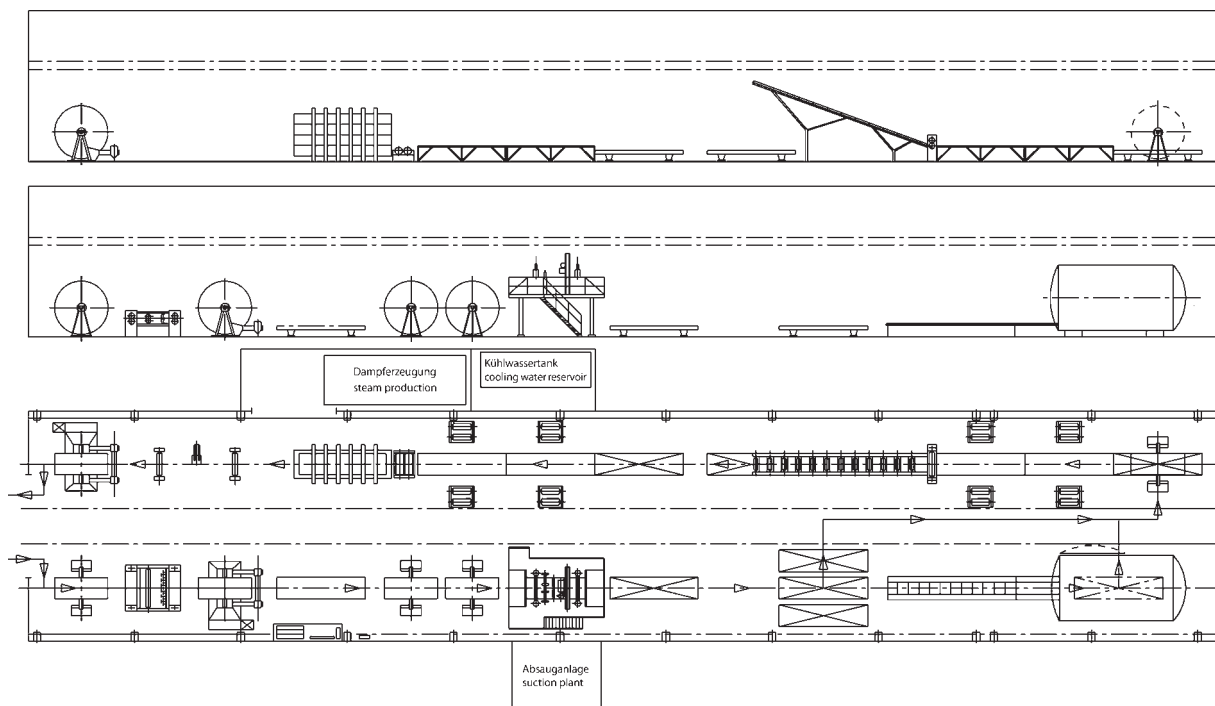 Dampferzeugung
steam production
Kühlwassertank
cooling water reservoir
Absauganlage
suction plant